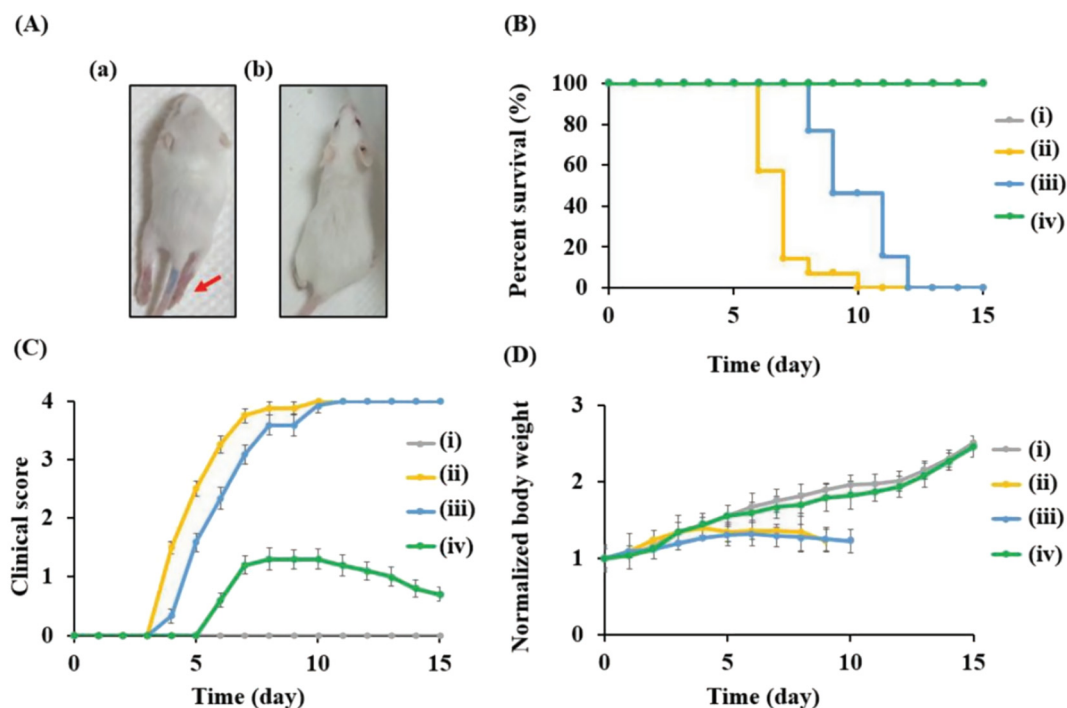 (A)
(a)
(b)
(B)
Percent survival (%)
100
80
60
40
20
0
0
5
10
15
Time (day)
(i)
(ii)
(iii)
(iv)
(C)
Clinical score
4
3
2
1
0
0
5
10
15
Time (day)
(i)
(ii)
(iii)
(iv)
(D)
Normalized body weight
3
2
1
0
0
5
10
15
Time (day)
(i)
(ii)
(iii)
(iv)